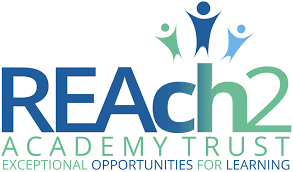 REAch2
ACADEMY TRUST
EXCEPTIONAL OPPORTUNITIES FOR LEARNING